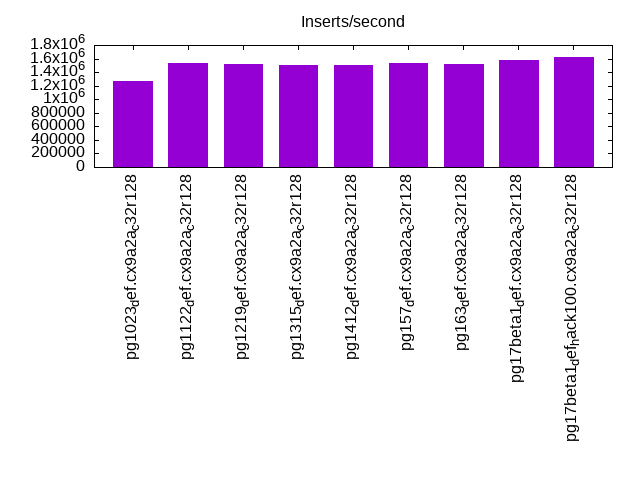 Inserts/second
1.8x10^6
1.6x10^6
1.4x10^6
1.2x10^6
1x10^6
800000
600000
400000
200000
0
pg1023_def.cx9a2a_c32r128
pg1122_def.cx9a2a_c32r128
pg1219_def.cx9a2a_c32r128
pg1315_def.cx9a2a_c32r128
pg1412_def.cx9a2a_c32r128
pg157_def.cx9a2a_c32r128
pg163_def.cx9a2a_c32r128
pg17beta1_def.cx9a2a_c32r128
pg17beta1_def_hack100.cx9a2a_c32r128